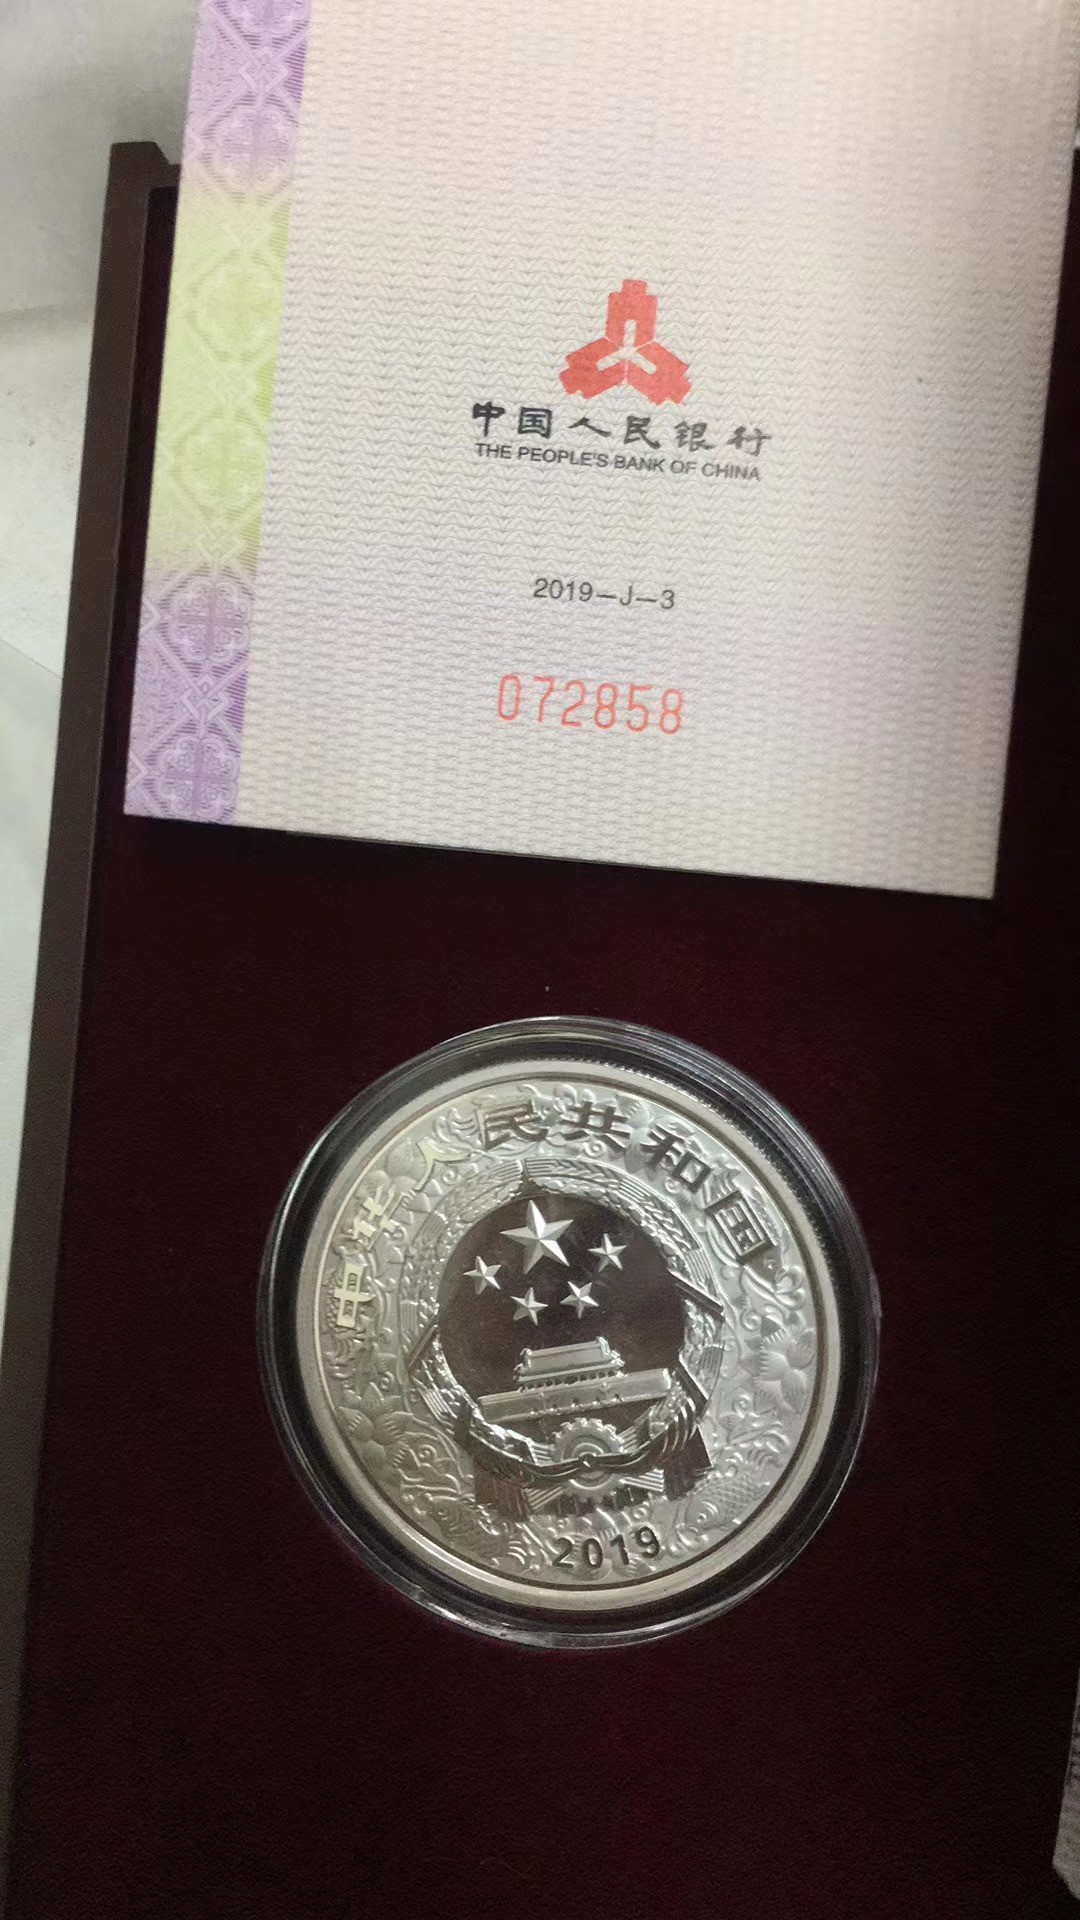 中国人民银行
THE PEOPLE'S BANK OF CHINA
2019—J—3
072858
中华人民共和国
2019